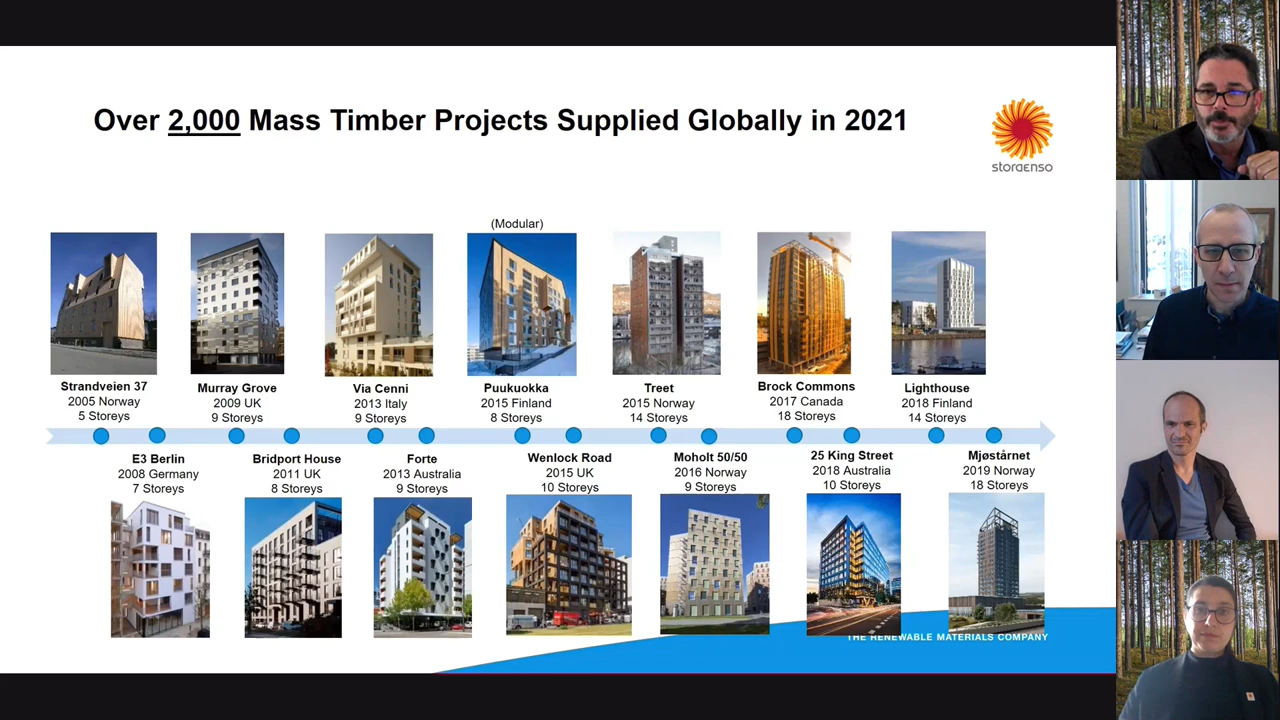 Over 2,000 Mass Timber Projects Supplied Globally in 2021
storaenso
(Modular)
Strandveien 37
2005 Norway
5 Storeys
Murray Grove
2009 UK
9 Storeys
Via Cenni
2013 Italy
9 Storeys
Puukuokka
2015 Finland
8 Storeys
Treet
2015 Norway
14 Storeys
Brock Commons
2017 Canada
18 Storeys
Lighthouse
2018 Finland
14 Storeys
E3 Berlin
2008 Germany
7 Storeys
Bridport House
2011 UK
8 Storeys
Forte
2013 Australia
9 Storeys
Wenlock Road
2015 UK
10 Storeys
Moholt 50/50
2016 Norway
9 Storeys
25 King Street
2018 Australia
10 Storeys
Mjøstårnet
2019 Norway
18 Storeys
THE RENEWABLE MATERIALS COMPANY